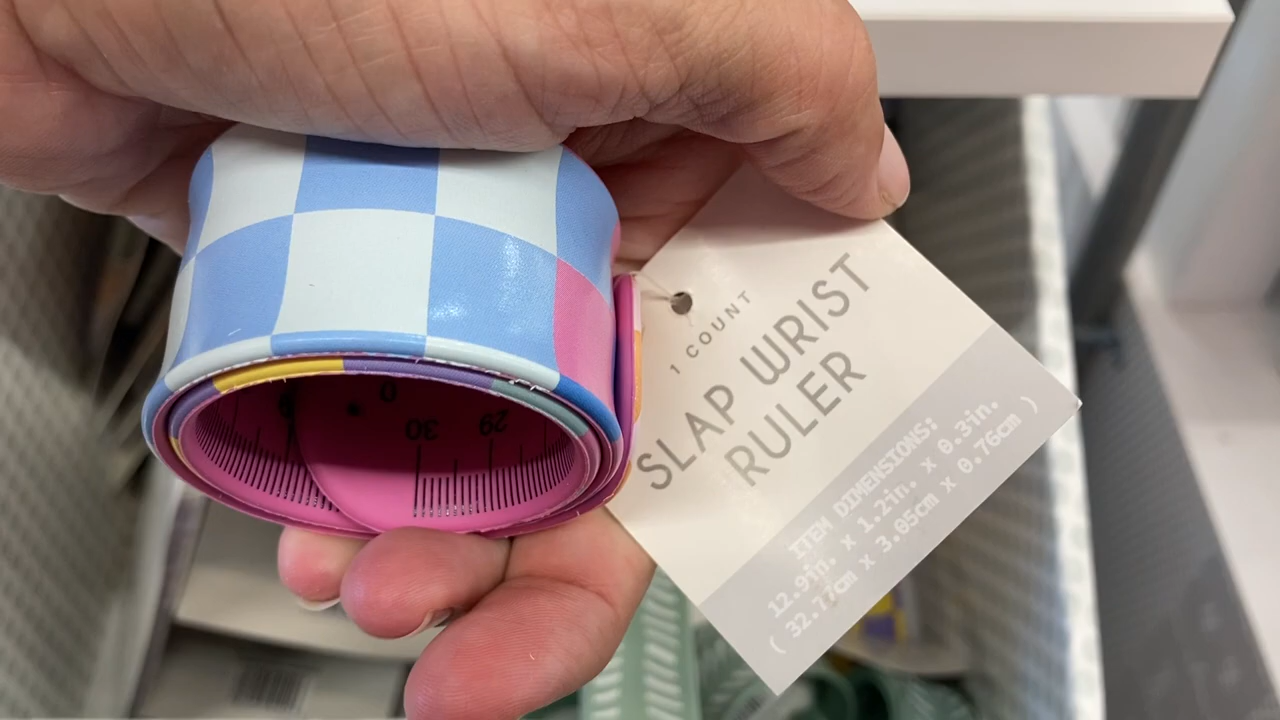 1 COUNT
SLAP WRIST
RULER
ITEM DIMENSIONS:
12.9in. x 1.2in. x 0.3in.
( 32.77cm x 3.05cm x 0.76cm )
0
30
29